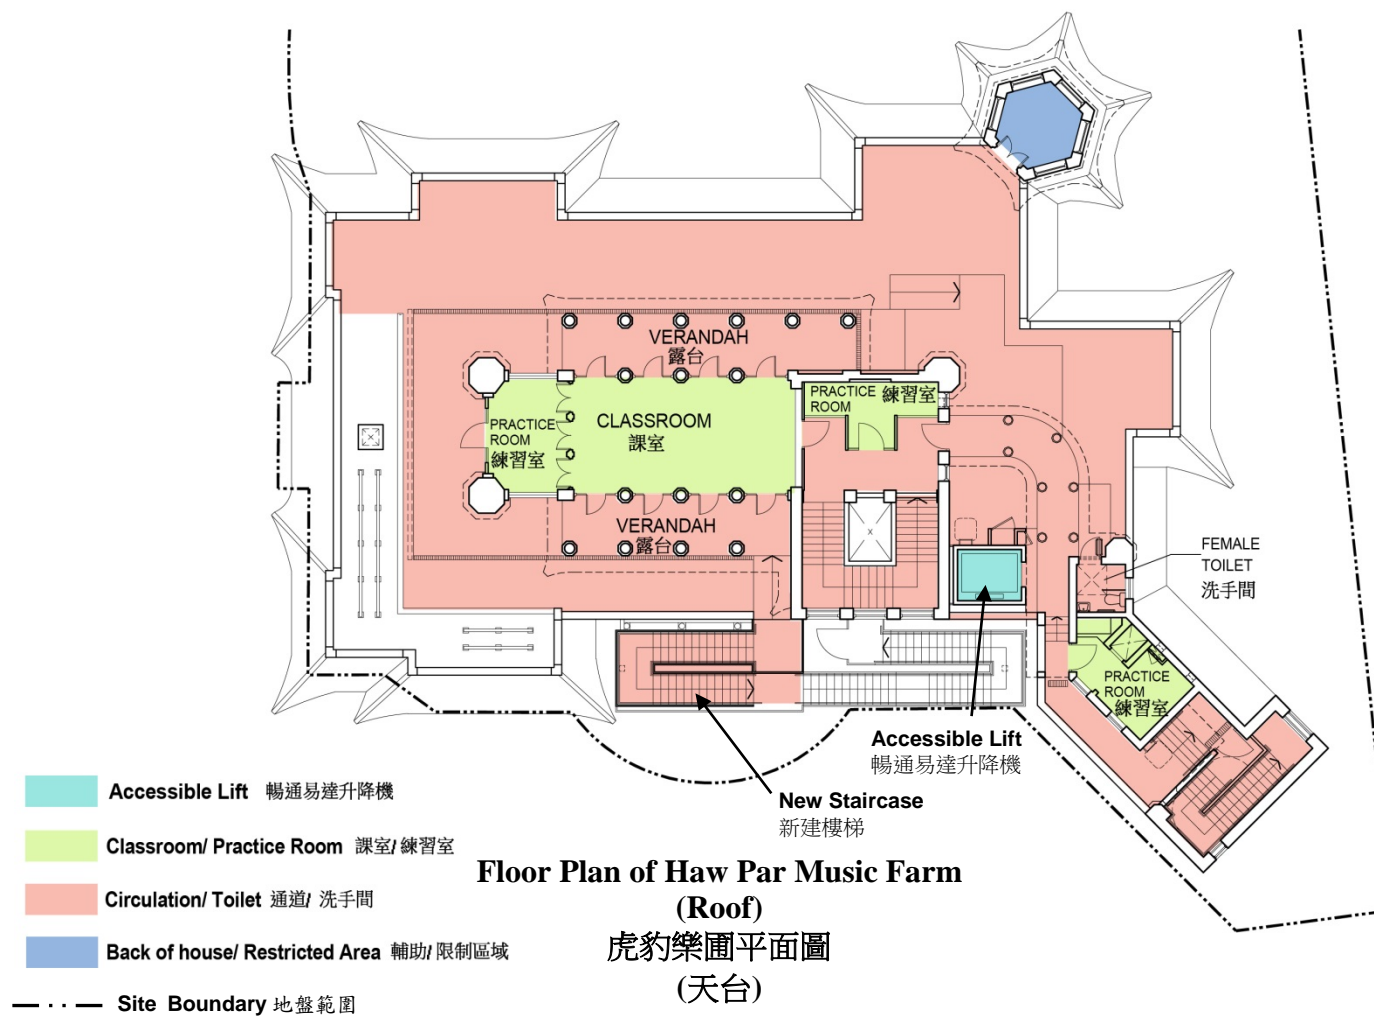 VERANDAH
露台
PRACTICE
ROOM
練習室
CLASSROOM
課室
PRACTICE
ROOM
練習室
VERANDAH
露台
X
FEMALE
TOILET
洗手間
PRACTICE
ROOM
練習室
Accessible Lift
暢通易達升降機
New Staircase
新建樓梯
Accessible Lift 暢通易達升降機
Classroom/ Practice Room 課室/ 練習室
Circulation/ Toilet 通道/ 洗手間
Back of house/ Restricted Area 輔助/ 限制區域
Site Boundary 地盤範圍
Floor Plan of Haw Par Music Farm
(Roof)
虎豹樂圃平面圖
(天台)